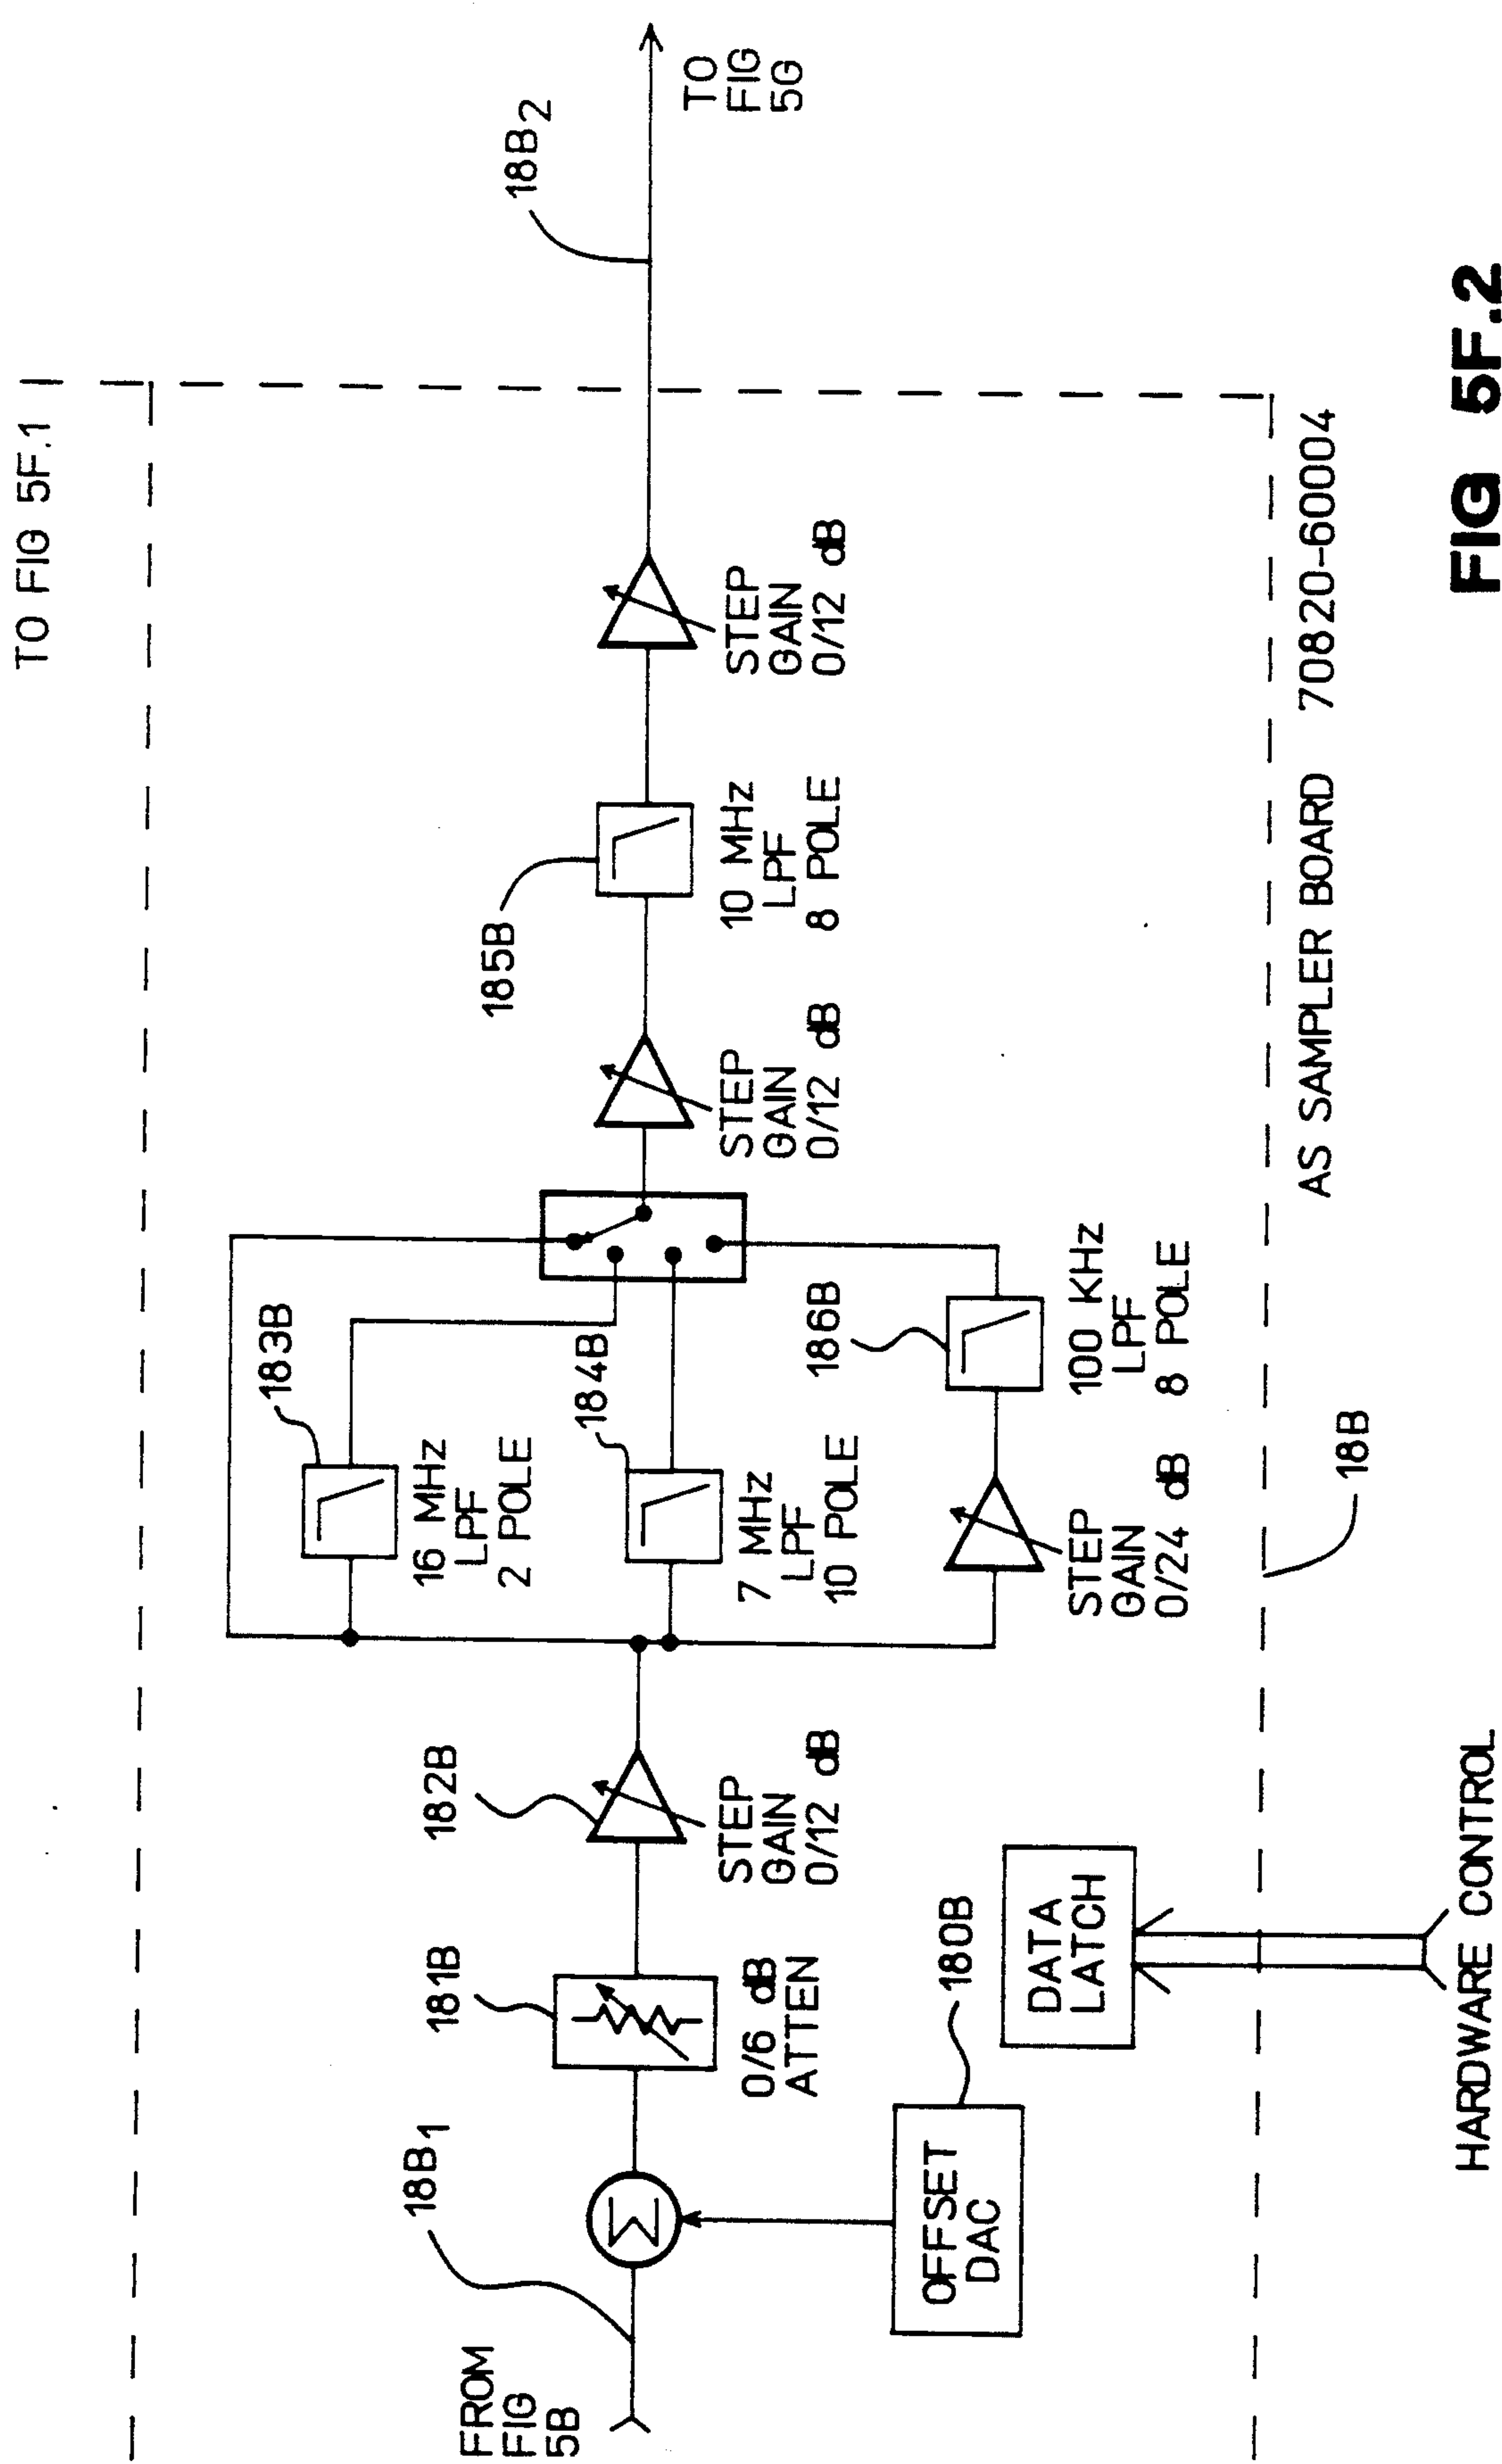 TO FIG 5F.1
FROM
FIG
5B
18B1
OFFSET
DAC
180B
181B
0/6 dB
ATTEN
182B
STEP
GAIN
0/12 dB
DATA
LATCH
HARDWARE CONTROL
183B
16 MHz
LPF
2 POLE
184B
7 MHz
LPF
10 POLE
STEP
GAIN
0/24 dB
186B
100 KHz
LPF
8 POLE
STEP
GAIN
0/12 dB
185B
10 MHz
LPF
8 POLE
STEP
GAIN
0/12 dB
18B2
TO
FIG
5G
18B
AS SAMPLER BOARD 70820-60004
FIG 5F.2